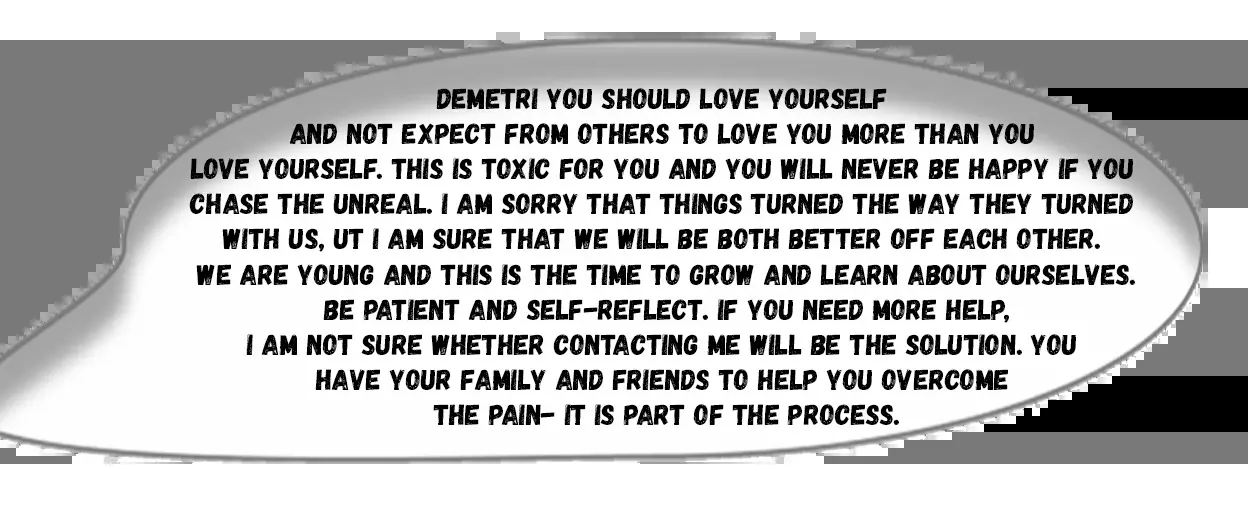 DEMETRI YOU SHOULD LOVE YOURSELF
AND NOT EXPECT FROM OTHERS TO LOVE YOU MORE THAN YOU
LOVE YOURSELF. THIS IS TOXIC FOR YOU AND YOU WILL NEVER BE HAPPY IF YOU
CHASE THE UNREAL. I AM SORRY THAT THINGS TURNED THE WAY THEY TURNED
WITH US, UT I AM SURE THAT WE WILL BE BOTH BETTER OFF EACH OTHER.
WE ARE YOUNG AND THIS IS THE TIME TO GROW AND LEARN ABOUT OURSELVES.
BE PATIENT AND SELF-REFLECT. IF YOU NEED MORE HELP,
I AM NOT SURE WHETHER CONTACTING ME WILL BE THE SOLUTION. YOU
HAVE YOUR FAMILY AND FRIENDS TO HELP YOU OVERCOME
THE PAIN- IT IS PART OF THE PROCESS.